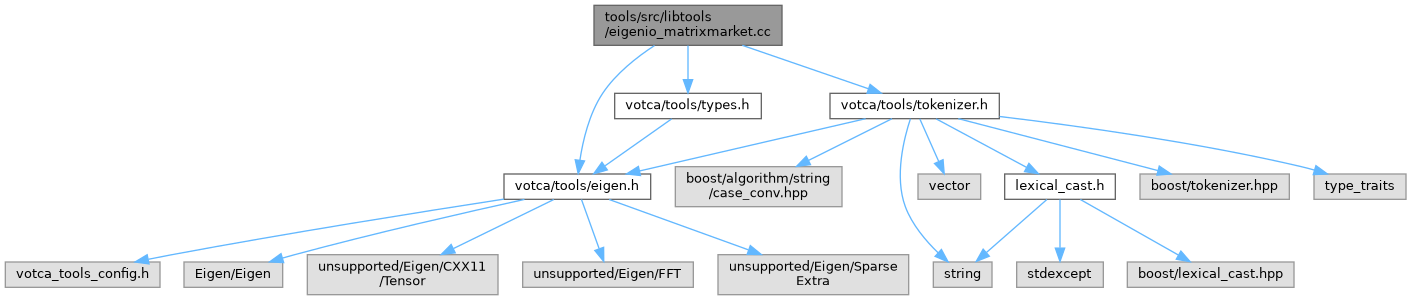 tools/src/libtools
/eigenio_matrixmarket.cc
votca/tools/types.h
votca/tools/tokenizer.h
votca/tools/eigen.h
boost/algorithm/string
/case_conv.hpp
vector
lexical_cast.h
boost/tokenizer.hpp
type_traits
votca_tools_config.h
Eigen/Eigen
unsupported/Eigen/CXX11
/Tensor
unsupported/Eigen/FFT
unsupported/Eigen/Sparse
Extra
string
stdexcept
boost/lexical_cast.hpp